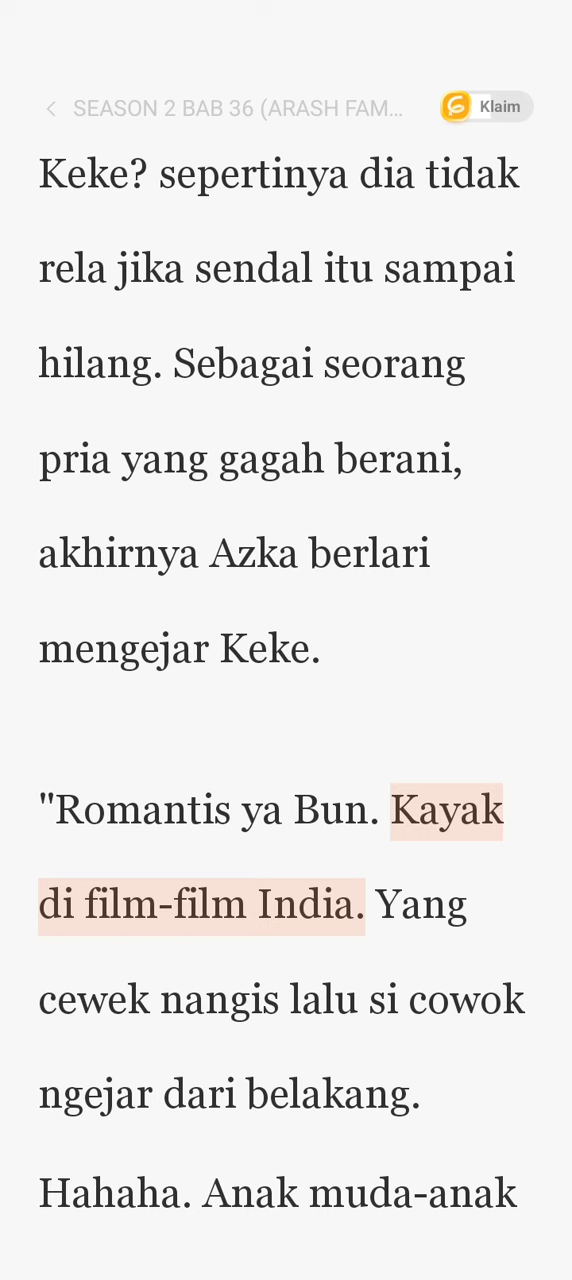 SEASON 2 BAB 36 (ARASH FAM...
Klaim
Keke? sepertinya dia tidak
rela jika sendal itu sampai
hilang. Sebagai seorang
pria yang gagah berani,
akhirnya Azka berlari
mengejar Keke.
"Romantis ya Bun. Kayak
di film-film India. Yang
cewek nangis lalu si cowok
ngejar dari belakang.
Hahaha. Anak muda-anak